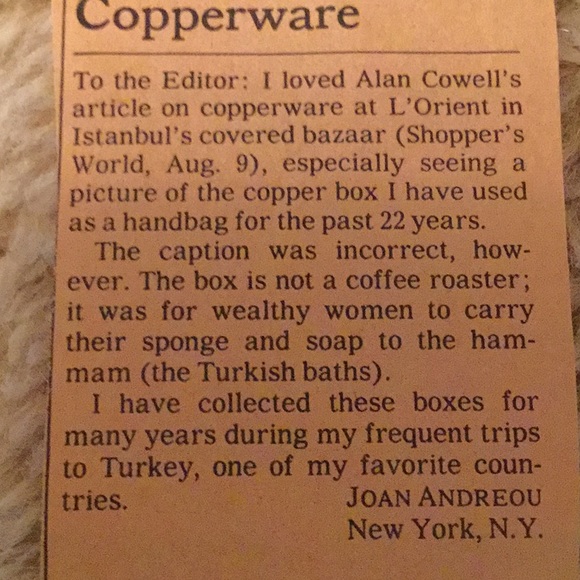 Copperware
To the Editor: I loved Alan Cowell's
article on copperware at L'Orient in
Istanbul's covered bazaar (Shopper's
World, Aug. 9), especially seeing a
picture of the copper box I have used
as a handbag for the past 22 years.
The caption was incorrect, how-
ever. The box is not a coffee roaster;
it was for wealthy women to carry
their sponge and soap to the ham-
mam (the Turkish baths).
I have collected these boxes for
many years during my frequent trips
to Turkey, one of my favorite coun-
tries. JOAN ANDREOU
New York, N.Y.